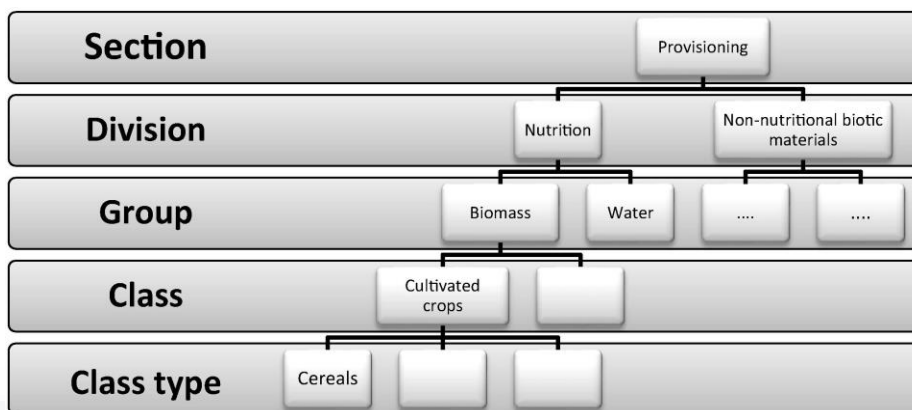 Section
Provisioning
Division
Nutrition
Non-nutritional biotic
materials
Group
Biomass
Water
....
....
Class
Cultivated
crops
Class type
Cereals